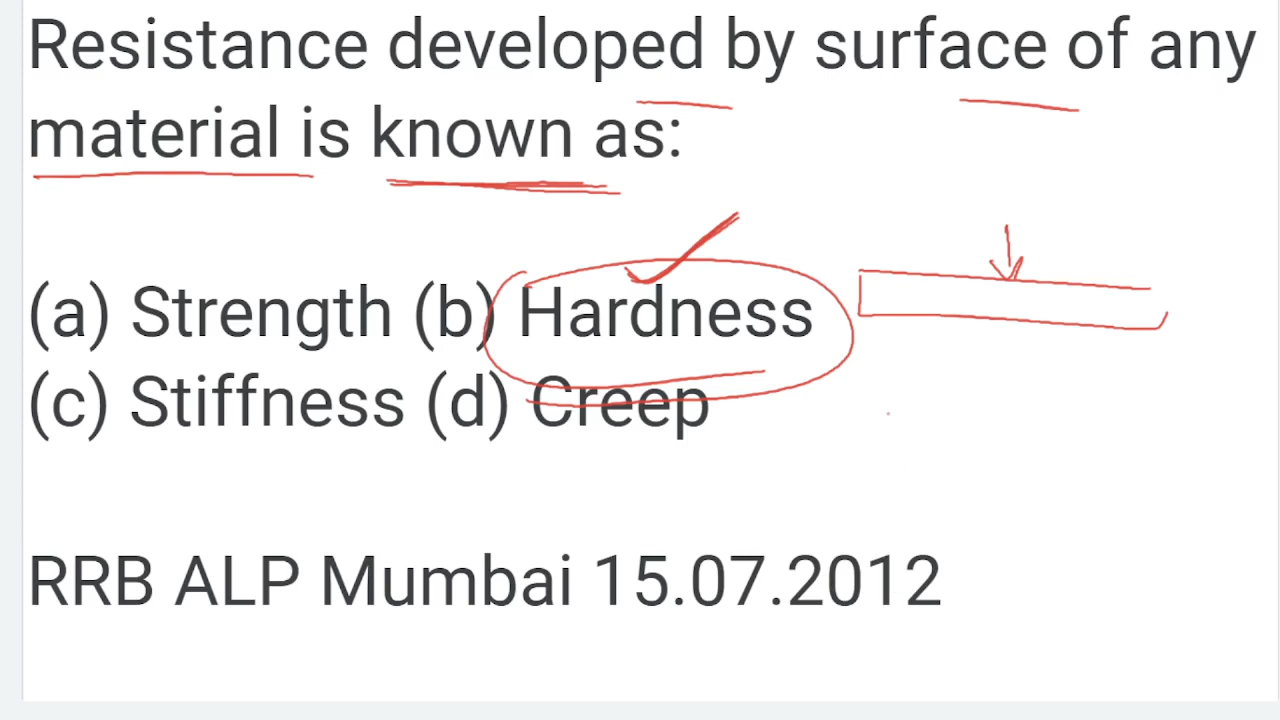 Resistance developed by surface of any
material is known as:
(a) Strength (b) Hardness
(c) Stiffness (d) Creep
RRB ALP Mumbai 15.07.2012